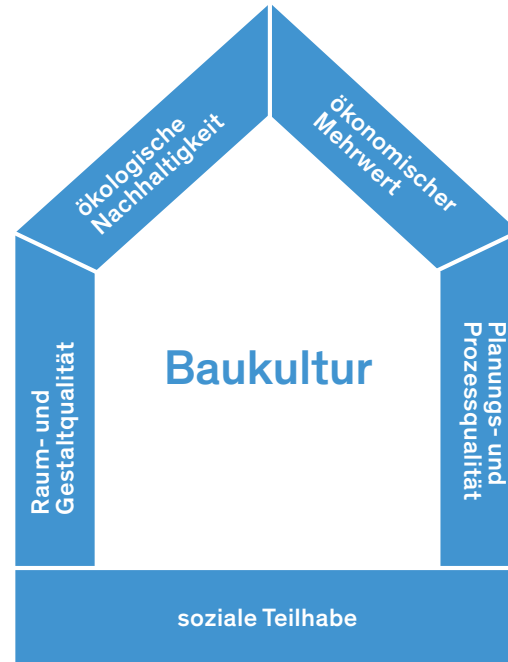 ökologische
Nachhaltigkeit
ökonomischer
Mehrwert
Raum- und
Gestaltqualität
Baukultur
Planungs- und
Prozessqualität
soziale Teilhabe